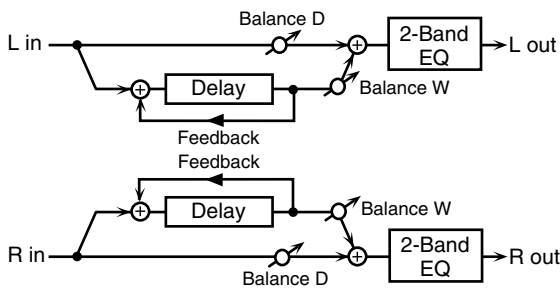 Balance D
L in
2-Band
EQ
L out
Delay
Balance W
Feedback
Feedback
Delay
Balance W
R in
2-Band
EQ
R out
Balance D